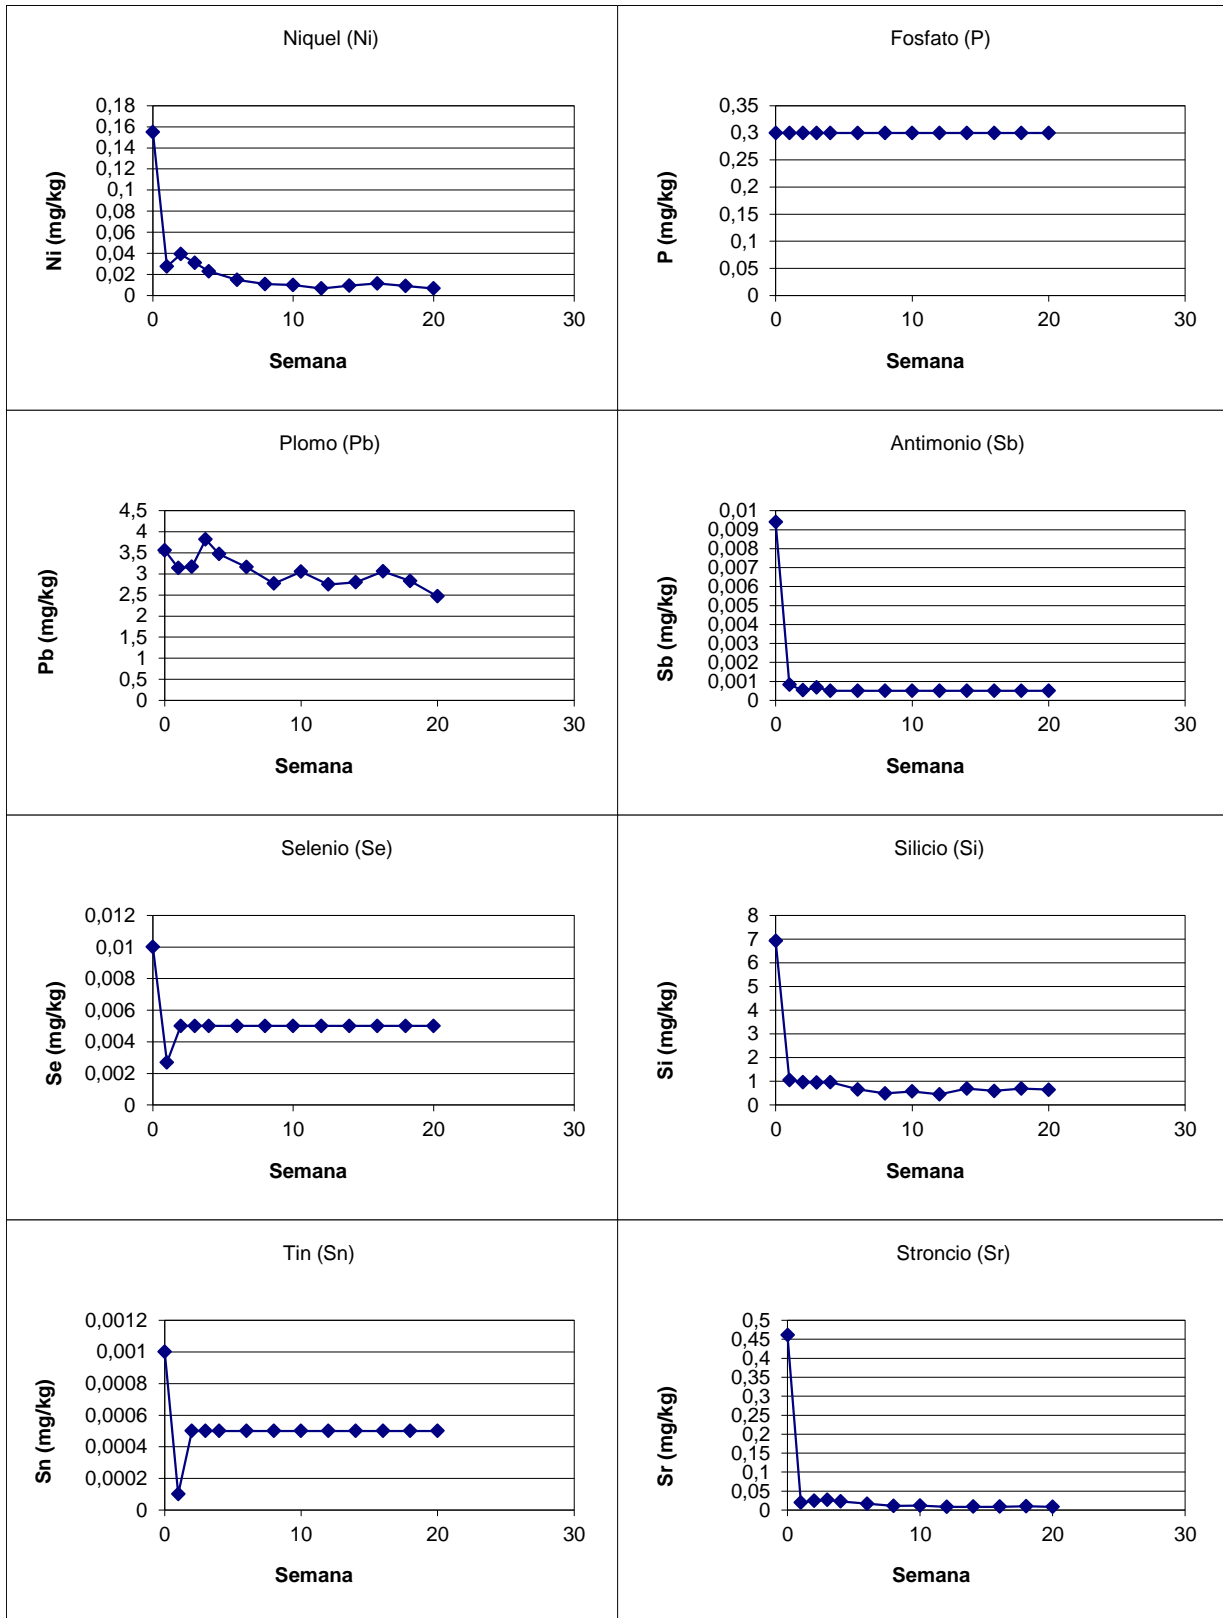 Niquel (Ni)
Ni (mg/kg)
0,18
0,16
0,14
0,12
0,1
0,08
0,06
0,04
0,02
0
0 10 20 30
Semana
Fosfato (P)
P (mg/kg)
0,35
0,3
0,25
0,2
0,15
0,1
0,05
0
0 10 20 30
Semana
Plomo (Pb)
Pb (mg/kg)
4,5
4
3,5
3
2,5
2
1,5
1
0,5
0
0 10 20 30
Semana
Antimonio (Sb)
Sb (mg/kg)
0,01
0,009
0,008
0,007
0,006
0,005
0,004
0,003
0,002
0,001
0
0 10 20 30
Semana
Selenio (Se)
Se (mg/kg)
0,012
0,01
0,008
0,006
0,004
0,002
0
0 10 20 30
Semana
Silicio (Si)
Si (mg/kg)
8
7
6
5
4
3
2
1
0
0 10 20 30
Semana
Tin (Sn)
Sn (mg/kg)
0,0012
0,001
0,0008
0,0006
0,0004
0,0002
0
0 10 20 30
Semana
Stroncio (Sr)
Sr (mg/kg)
0,5
0,45
0,4
0,35
0,3
0,25
0,2
0,15
0,1
0,05
0
0 10 20 30
Semana